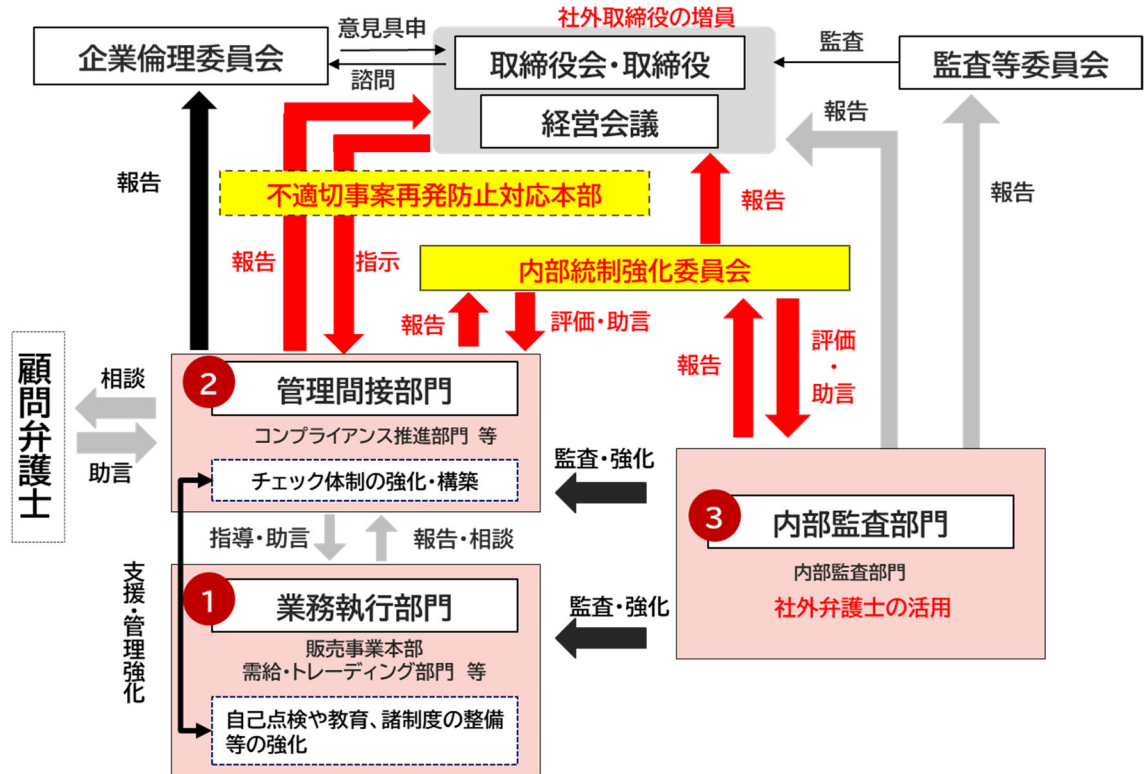 社外取締役の増員
企業倫理委員会
意見具申
諮問
取締役会・取締役
経営会議
監査
監査等委員会
報告
報告
報告
不適切事案再発防止対応本部
報告
指示
報告
内部統制強化委員会
報告
評価・助言
報告
評価
・
助言
顧問弁護士
相談
助言
2
管理間接部門
コンプライアンス推進部門 等
チェック体制の強化・構築
監査・強化
指導・助言
報告・相談
支援・管理強化
1
業務執行部門
販売事業本部
需給・トレーディング部門 等
自己点検や教育、諸制度の整備
等の強化
監査・強化
3
内部監査部門
内部監査部門
社外弁護士の活用